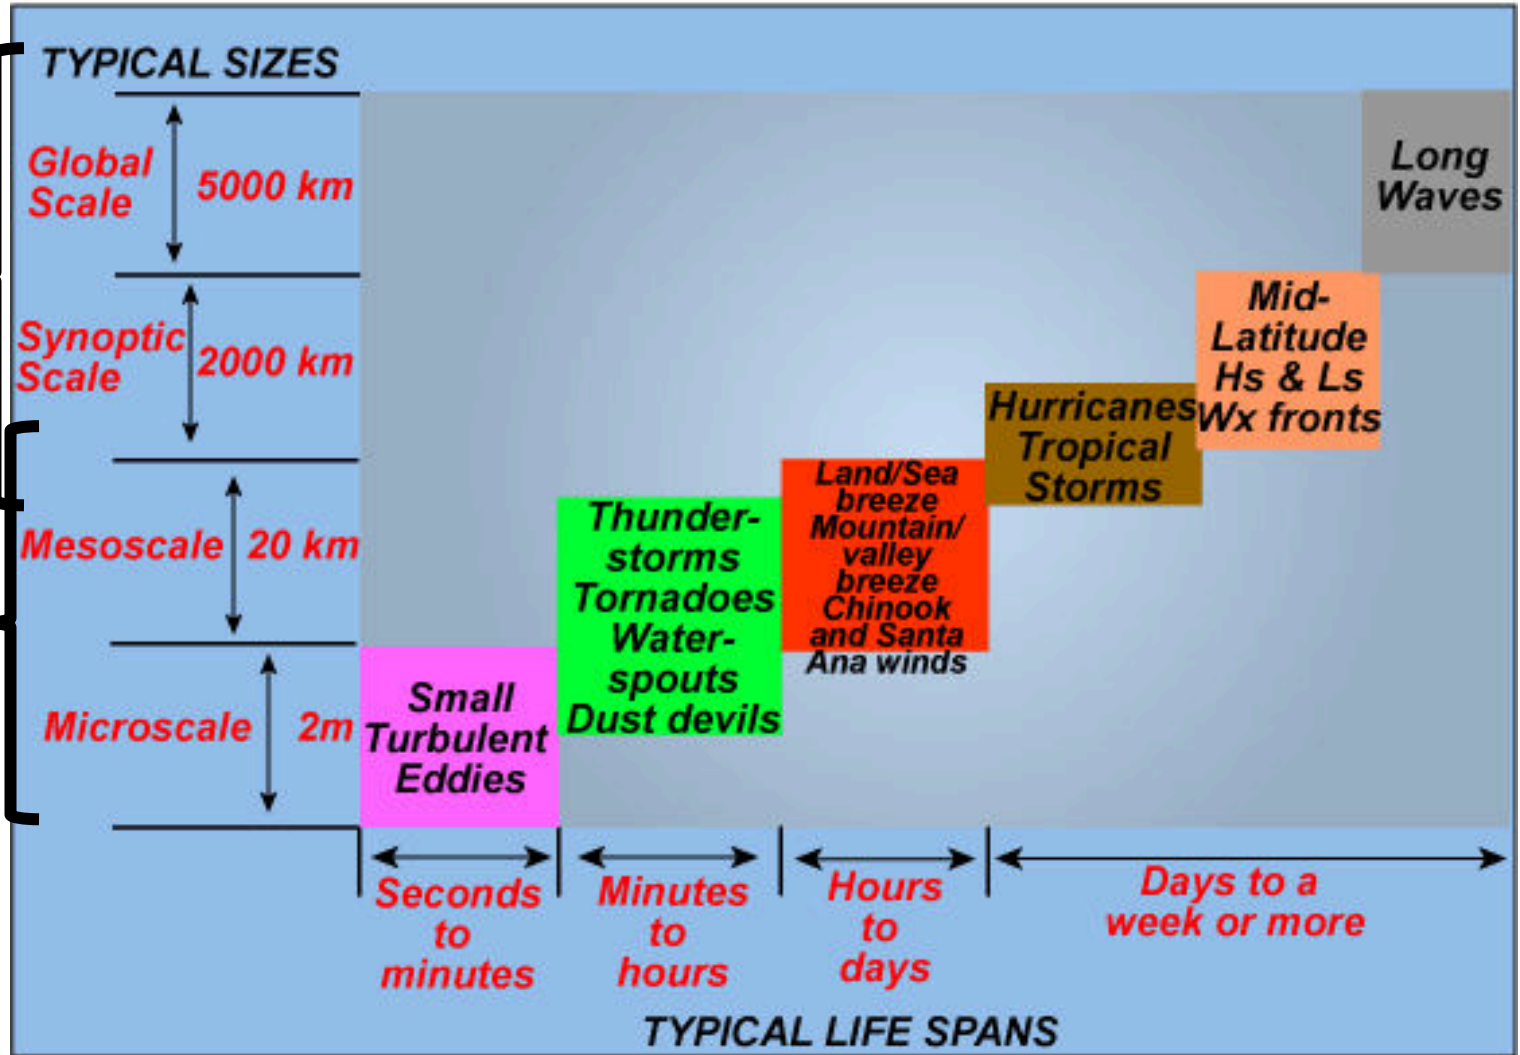 TYPICAL SIZES
Global
Scale
5000 km
Synoptic
Scale
2000 km
Mesoscale
20 km
Microscale
2m
Long
Waves
Mid-
Latitude
Hs & Ls
Wx fronts
Hurricanes
Tropical
Storms
Land/Sea
breeze
Mountain/
valley
breeze
Chinook
and Santa
Ana winds
Thunder-
storms
Tornadoes
Water-
spouts
Dust devils
Small
Turbulent
Eddies
Seconds
to
minutes
Minutes
to
hours
Hours
to
days
Days to a
week or more
TYPICAL LIFE SPANS